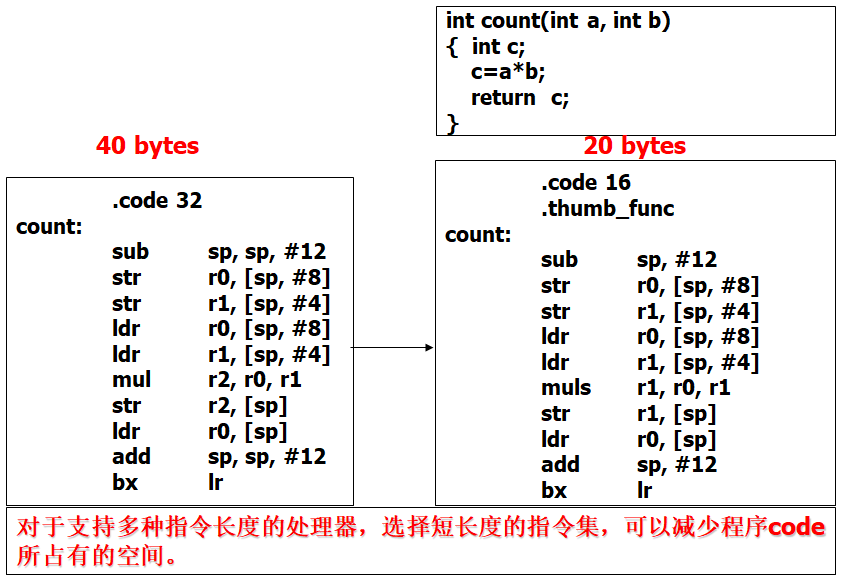 int count(int a, int b)
{ int c;
c=a*b;
return c;
}
40 bytes
20 bytes
.code 32
count:
sub sp, sp, #12
str r0, [sp, #8]
str r1, [sp, #4]
ldr r0, [sp, #8]
ldr r1, [sp, #4]
mul r2, r0, r1
str r2, [sp]
ldr r0, [sp]
add sp, sp, #12
bx lr
.code 16
.thumb_func
count:
sub sp, #12
str r0, [sp, #8]
str r1, [sp, #4]
ldr r0, [sp, #8]
ldr r1, [sp, #4]
muls r1, r0, r1
str r1, [sp]
ldr r0, [sp]
add sp, #12
bx lr
对于支持多种指令长度的处理器，选择短长度的指令集，可以减少程序code
所占有的空间。